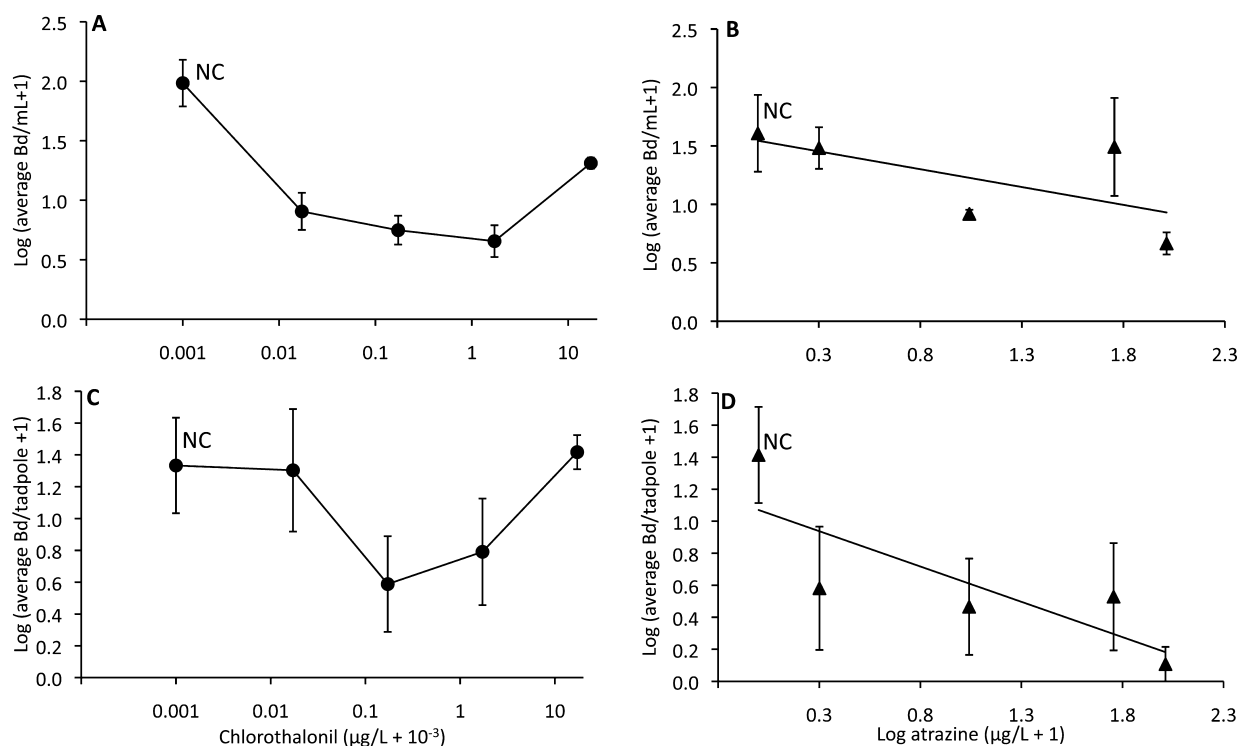 A
Log (average Bd/mL+1)
2.5
2.0
1.5
1.0
0.5
0.0
NC
0.001 0.01 0.1 1 10
B
Log (average Bd/mL+1)
2.5
2.0
1.5
1.0
0.5
0.0
NC
0.3 0.8 1.3 1.8 2.3
C
Log (average Bd/tadpole +1)
1.8
1.6
1.4
1.2
1.0
0.8
0.6
0.4
0.2
0.0
NC
0.001 0.01 0.1 1 10
Chlorothalonil (µg/L + 10⁻³)
D
Log (average Bd/tadpole +1)
1.8
1.6
1.4
1.2
1.0
0.8
0.6
0.4
0.2
0.0
NC
0.3 0.8 1.3 1.8 2.3
Log atrazine (µg/L + 1)